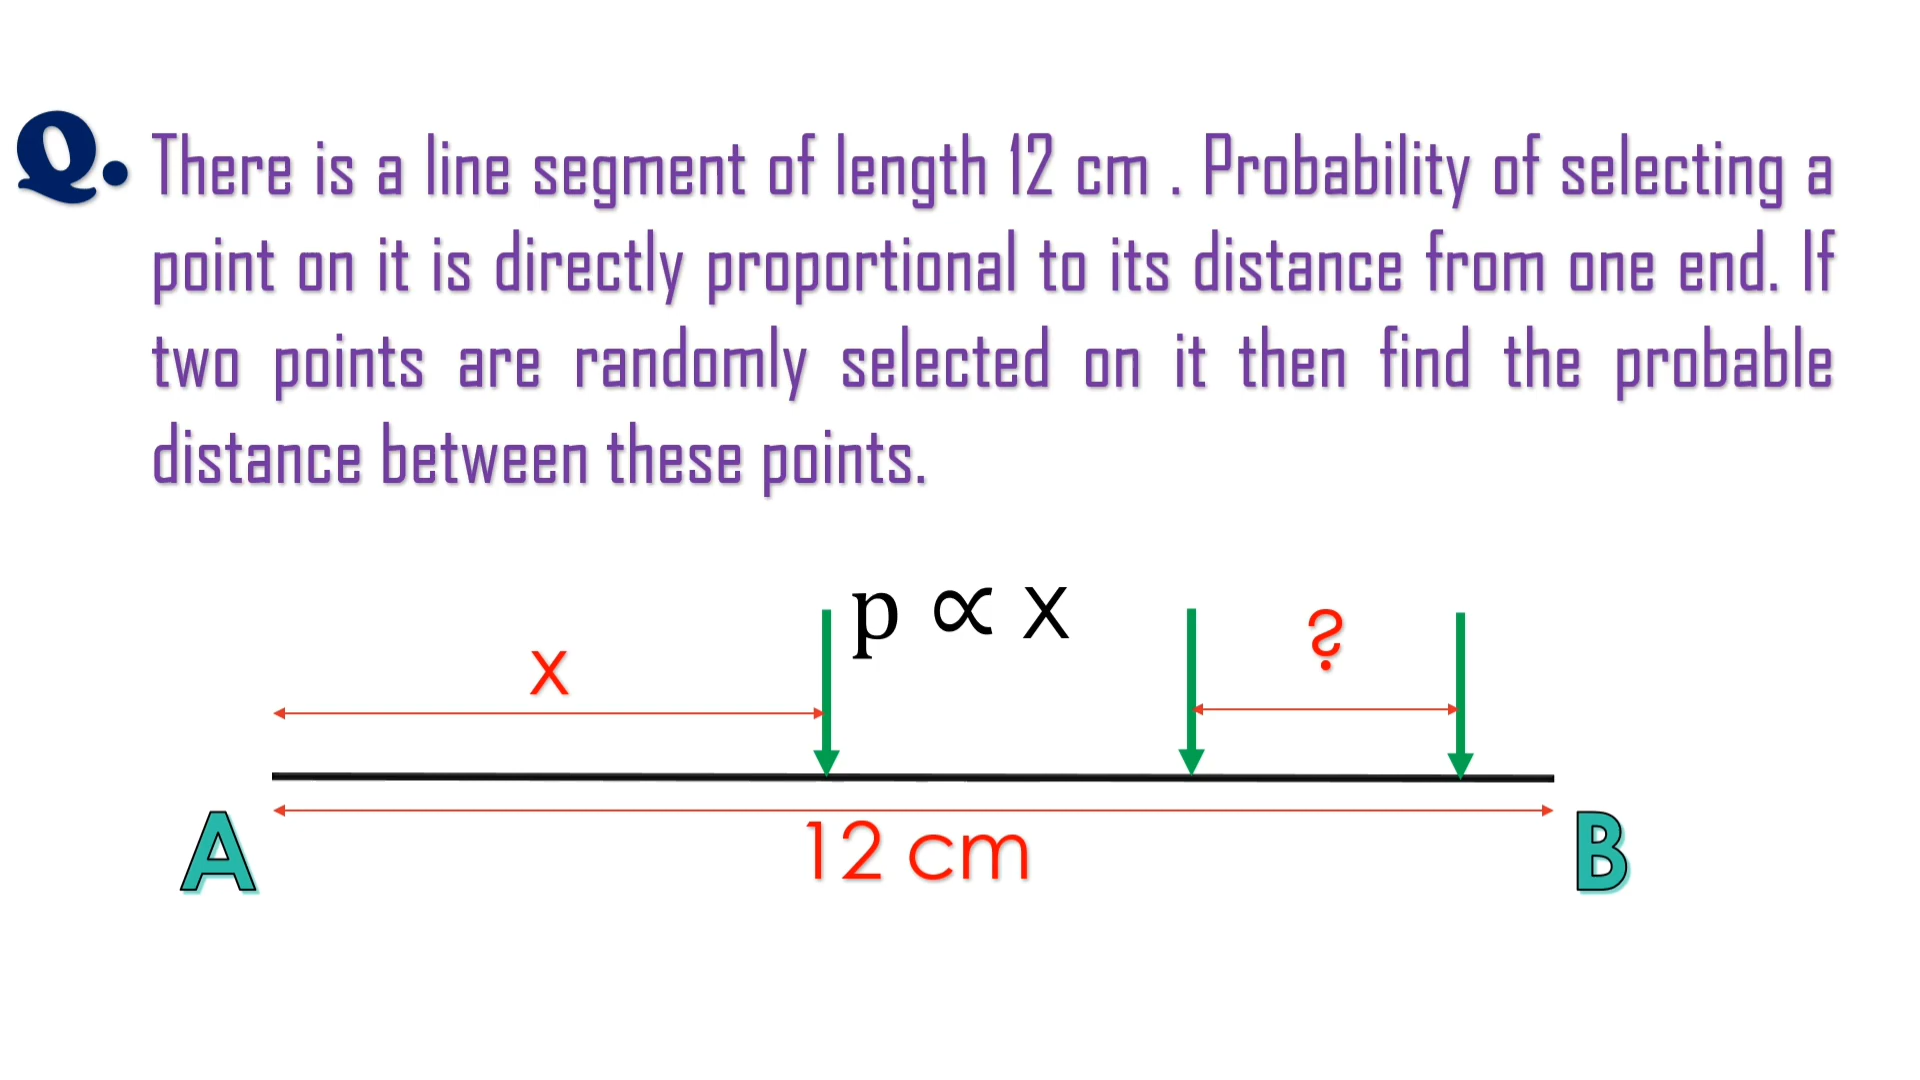 Q. There is a line segment of length 12 cm . Probability of selecting a
point on it is directly proportional to its distance from one end. If
two points are randomly selected on it then find the probable
distance between these points.
p ∝ x
x
?
A
12 cm
B